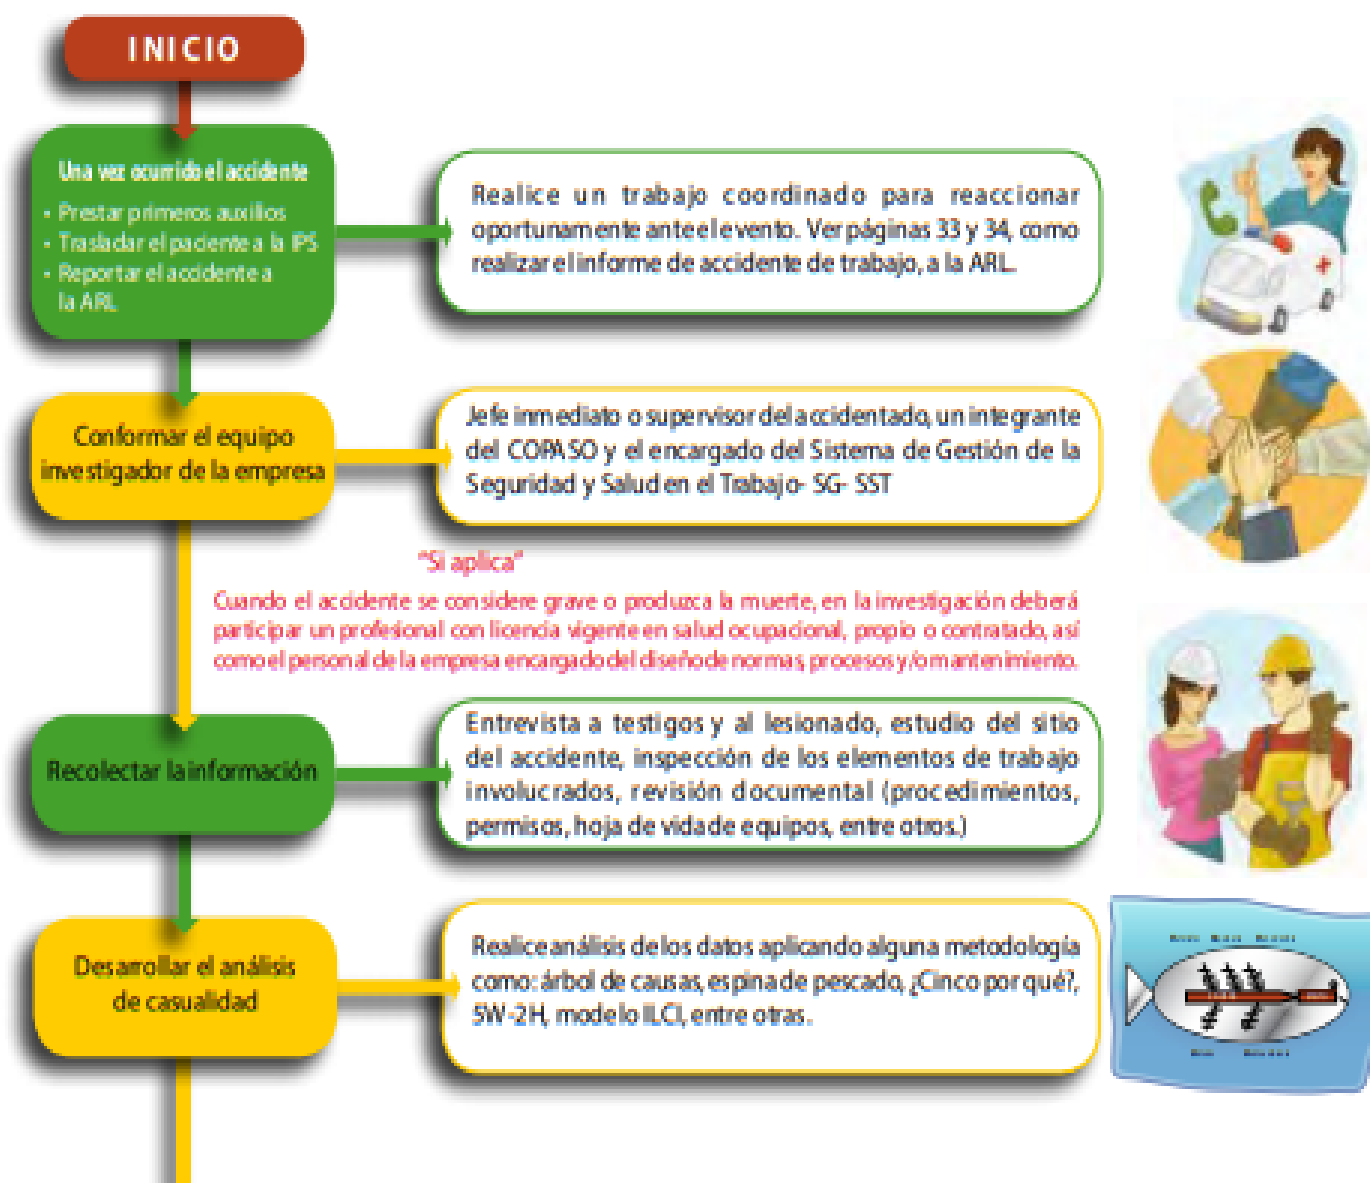 INICIO
Una vez ocurrido el accidente
• Prestar primeros auxilios
• Trasladar el paciente a la IPS
• Reportar el accidente a
la ARL
Realice un trabajo coordinado para reaccionar
oportunamente ante el evento. Ver páginas 33 y 34, como
realizar el informe de accidente de trabajo, a la ARL.
Conformar el equipo
investigador de la empresa
Jefe inmediato o supervisor del accidentado, un integrante
del COPASO y el encargado del Sistema de Gestión de la
Seguridad y Salud en el Trabajo- SG- SST
"Si aplica"
Cuando el accidente se considere grave o produzca la muerte, en la investigación deberá
participar un profesional con licencia vigente en salud ocupacional, propio o contratado, así
como el personal de la empresa encargado del diseño de normas, procesos y/o mantenimiento.
Recolectar la información
Entrevista a testigos y al lesionado, estudio del sitio
del accidente, inspección de los elementos de trabajo
involucrados, revisión documental (procedimientos,
permisos, hoja de vida de equipos, entre otros.)
Desarrollar el análisis
de casualidad
Realice análisis de los datos aplicando alguna metodología
como: árbol de causas, espina de pescado, ¿Cinco por qué?,
5W-2H, modelo ILCI, entre otras.